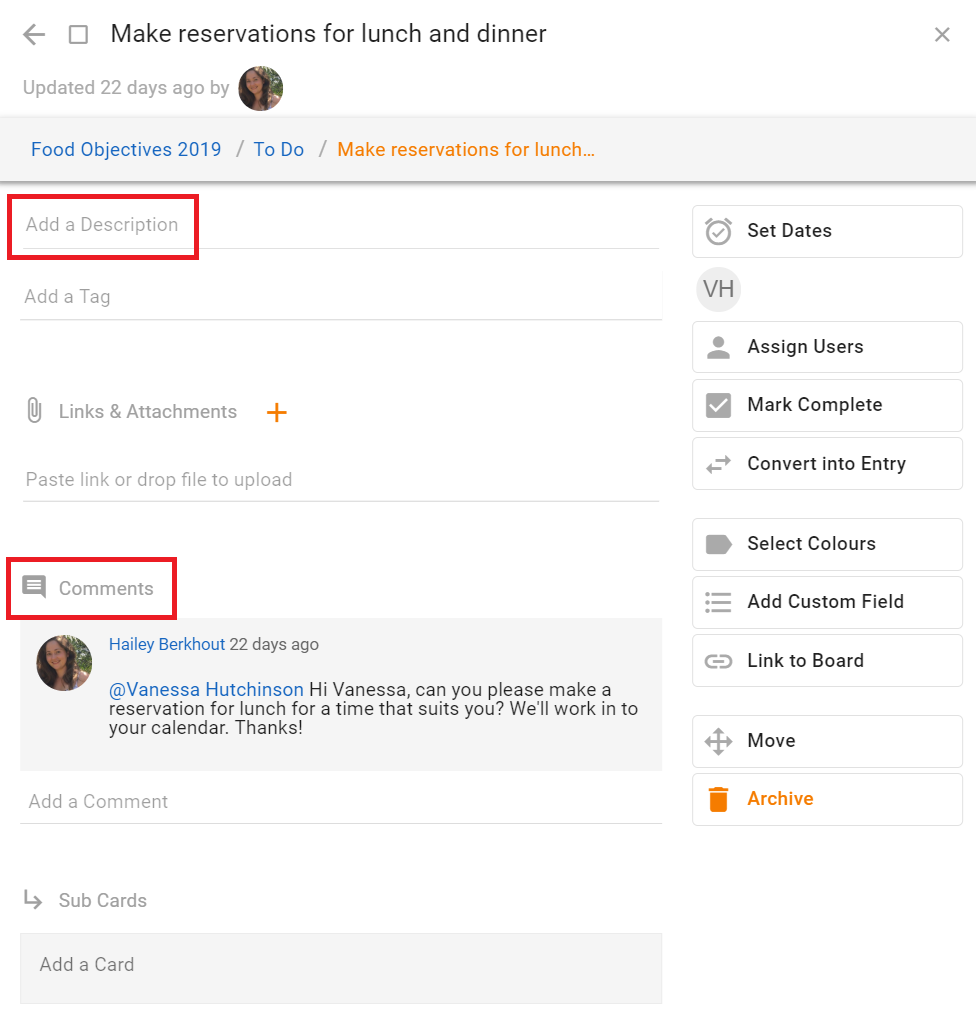 Make reservations for lunch and dinner
Updated 22 days ago by
Food Objectives 2019 / To Do / Make reservations for lunch...
Add a Description
Add a Tag
Links & Attachments +
Paste link or drop file to upload
Comments
Hailey Berkhout 22 days ago
@Vanessa Hutchinson Hi Vanessa, can you please make a
reservation for lunch for a time that suits you? We'll work in to
your calendar. Thanks!
Add a Comment
Sub Cards
Add a Card
Set Dates
VH
Assign Users
Mark Complete
Convert into Entry
Select Colours
Add Custom Field
Link to Board
Move
Archive